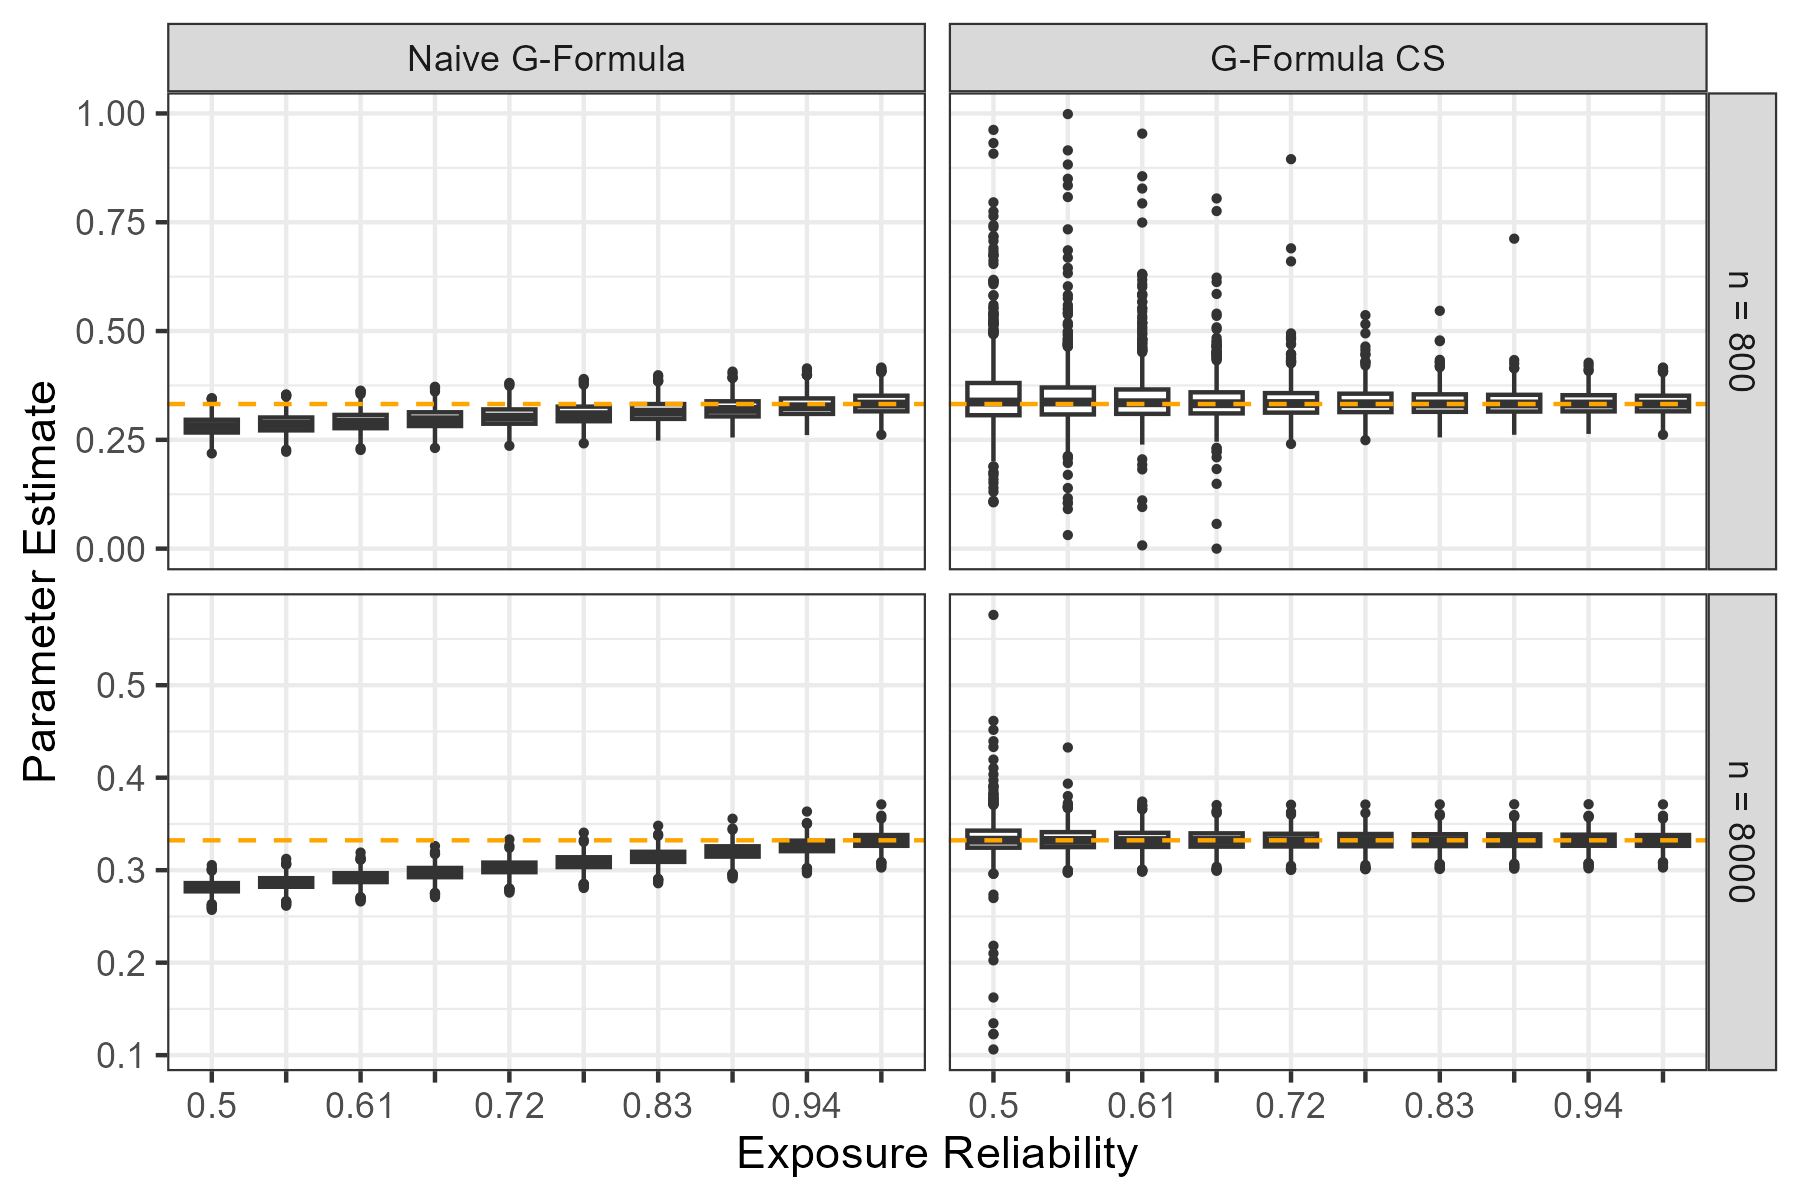 Naive G-Formula
G-Formula CS
1.00
0.75
0.50
0.25
0.00
n = 800
0.5
0.4
0.3
0.2
0.1
n = 8000
Parameter Estimate
0.5 0.61 0.72 0.83 0.94
0.5 0.61 0.72 0.83 0.94
Exposure Reliability